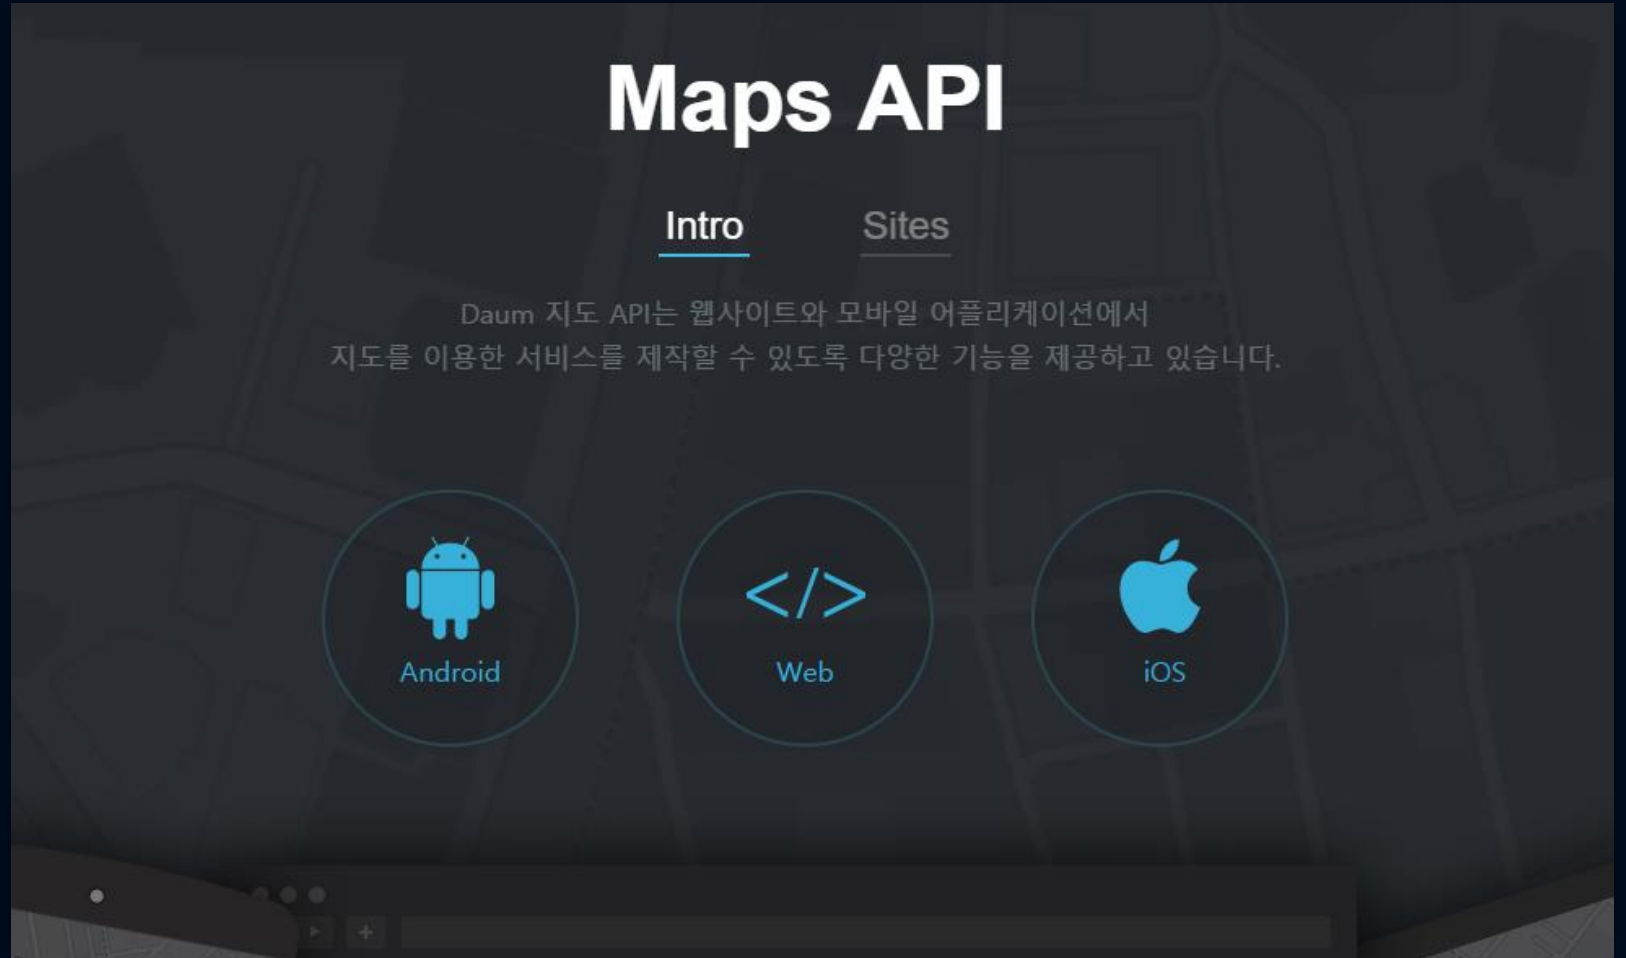 Maps API
Intro
Sites
Daum 지도 API는 웹사이트와 모바일 어플리케이션에서
지도를 이용한 서비스를 제작할 수 있도록 다양한 기능을 제공하고 있습니다.
</>
Android
Web
iOS